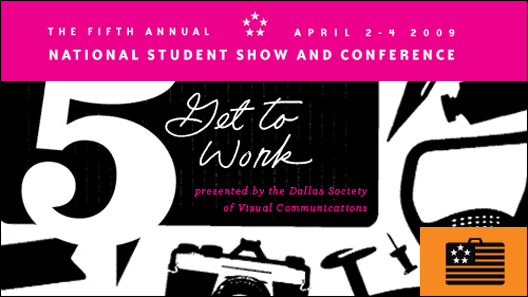 THE FIFTH ANNUAL APRIL 2-4 2009
NATIONAL STUDENT SHOW AND CONFERENCE
5
Get to
Work
presented by the Dallas Society
of Visual Communications